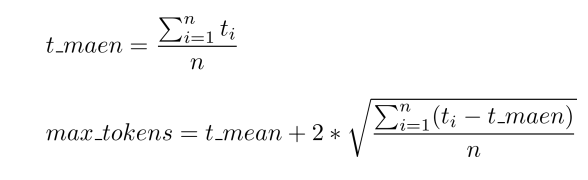 t_maen = \frac{\sum_{i=1}^{n} t_i}{n}
max_tokens = t_mean + 2 * \sqrt{\frac{\sum_{i=1}^{n} (t_i - t_maen)}{n}}